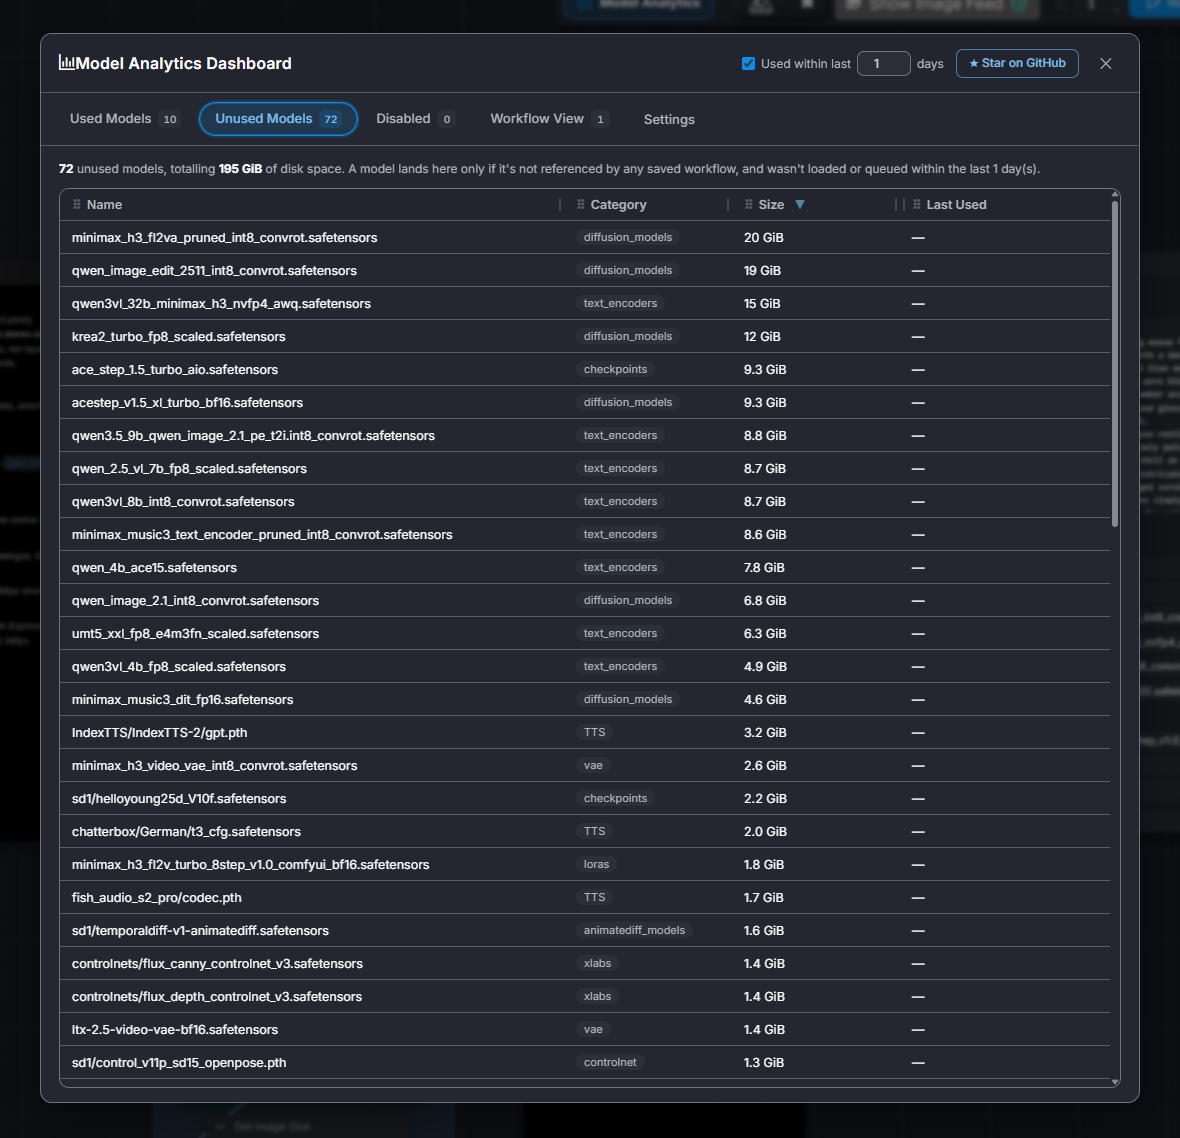 Model Analytics
Show Image Feed
Model Analytics Dashboard
Used within last 1 days
★ Star on GitHub
Used Models 10
Unused Models 72
Disabled 0
Workflow View 1
Settings
72 unused models, totalling 195 GiB of disk space. A model lands here only if it's not referenced by any saved workflow, and wasn't loaded or queued within the last 1 day(s).
Name Category Size ▼ Last Used
minimax_h3_fl2va_pruned_int8_convrot.safetensors diffusion_models 20 GiB —
qwen_image_edit_2511_int8_convrot.safetensors diffusion_models 19 GiB —
qwen3vl_32b_minimax_h3_nvfp4_awq.safetensors text_encoders 15 GiB —
krea2_turbo_fp8_scaled.safetensors diffusion_models 12 GiB —
ace_step_1.5_turbo_aio.safetensors checkpoints 9.3 GiB —
acestep_v1.5_xl_turbo_bf16.safetensors diffusion_models 9.3 GiB —
qwen3.5_9b_qwen_image_2.1_pe_t2i.int8_convrot.safetensors text_encoders 8.8 GiB —
qwen_2.5_vl_7b_fp8_scaled.safetensors text_encoders 8.7 GiB —
qwen3vl_8b_int8_convrot.safetensors text_encoders 8.7 GiB —
minimax_music3_text_encoder_pruned_int8_convrot.safetensors text_encoders 8.6 GiB —
qwen_4b_ace15.safetensors text_encoders 7.8 GiB —
qwen_image_2.1_int8_convrot.safetensors diffusion_models 6.8 GiB —
umt5_xxl_fp8_e4m3fn_scaled.safetensors text_encoders 6.3 GiB —
qwen3vl_4b_fp8_scaled.safetensors text_encoders 4.9 GiB —
minimax_music3_dit_fp16.safetensors diffusion_models 4.6 GiB —
IndexTTS/IndexTTS-2/gpt.pth TTS 3.2 GiB —
minimax_h3_video_vae_int8_convrot.safetensors vae 2.6 GiB —
sd1/helloyoung25d_V10f.safetensors checkpoints 2.2 GiB —
chatterbox/German/t3_cfg.safetensors TTS 2.0 GiB —
minimax_h3_fl2v_turbo_8step_v1.0_comfyui_bf16.safetensors loras 1.8 GiB —
fish_audio_s2_pro/codec.pth TTS 1.7 GiB —
sd1/temporaldiff-v1-animatediff.safetensors animatediff_models 1.6 GiB —
controlnets/flux_canny_controlnet_v3.safetensors xlabs 1.4 GiB —
controlnets/flux_depth_controlnet_v3.safetensors xlabs 1.4 GiB —
ltx-2.5-video-vae-bf16.safetensors vae 1.4 GiB —
sd1/control_v11p_sd15_openpose.pth controlnet 1.3 GiB —
Get Image Size